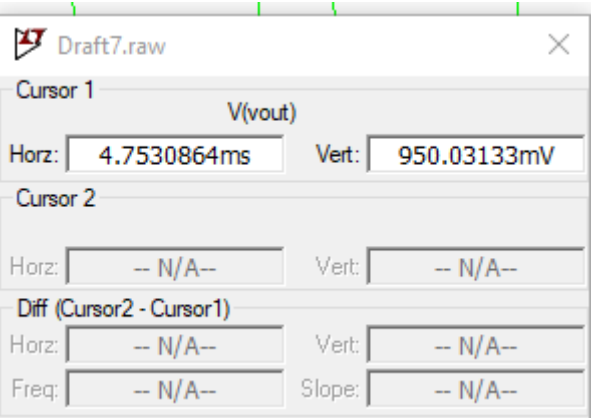 Draft7.raw
Cursor 1
V(vout)
Horz: 4.7530864ms Vert: 950.03133mV
Cursor 2
Horz: -- N/A-- Vert: -- N/A--
Diff (Cursor2 - Cursor1)
Horz: -- N/A-- Vert: -- N/A--
Freq: -- N/A-- Slope: -- N/A--